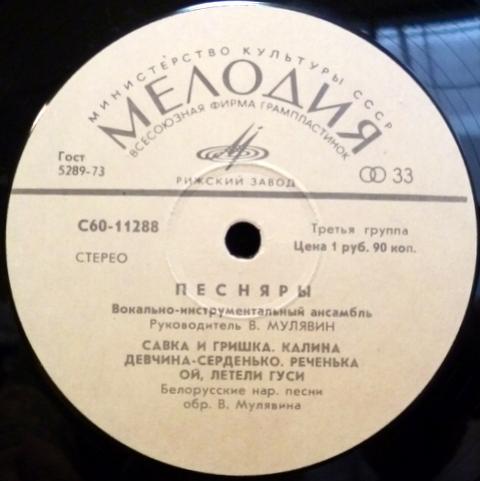 МИНИСТЕРСТВО КУЛЬТУРЫ СССР
МЕЛОДИЯ
ВСЕСОЮЗНАЯ ФИРМА ГРАМПЛАСТИНОК
Гост
5289-73
РИЖСКИЙ ЗАВОД
33
С60-11288
Третья группа
Цена 1 руб. 90 коп.
СТЕРЕО
ПЕСНЯРЫ
Вокально-инструментальный ансамбль
Руководитель В. МУЛЯВИН
САВКА И ГРИШКА. КАЛИНА
ДЕВЧИНА-СЕРДЕНЬКО. РЕЧЕНЬКА
ОЙ, ЛЕТЕЛИ ГУСИ
Белорусские нар. песни
обр. В. Мулявина